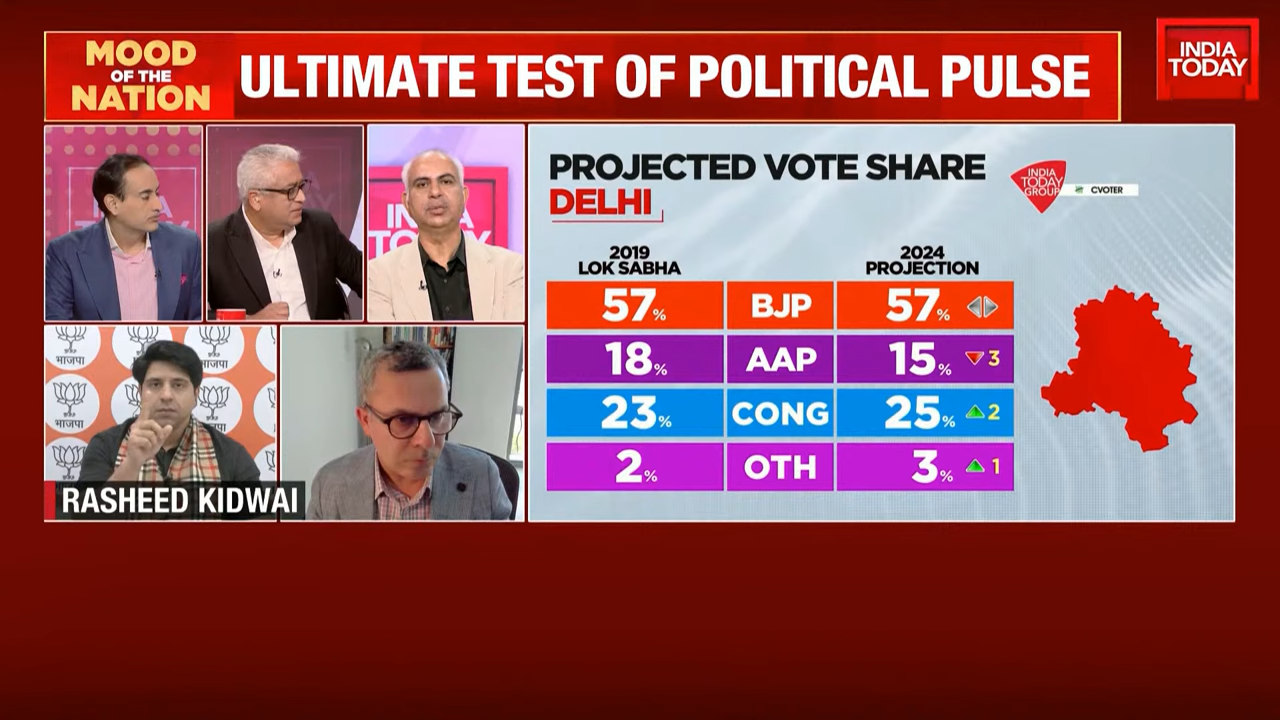 MOOD
OF THE
NATION
ULTIMATE TEST OF POLITICAL PULSE
INDIA
TODAY
PROJECTED VOTE SHARE
DELHI
INDIA
TODAY
GROUP
CVOTER
2019
LOK SABHA
2024
PROJECTION
57% BJP 57%
18% AAP 15% 3
23% CONG 25% 2
2% OTH 3% 1
भाजपा
भाजपा
भाजपा
RASHEED KIDWAI